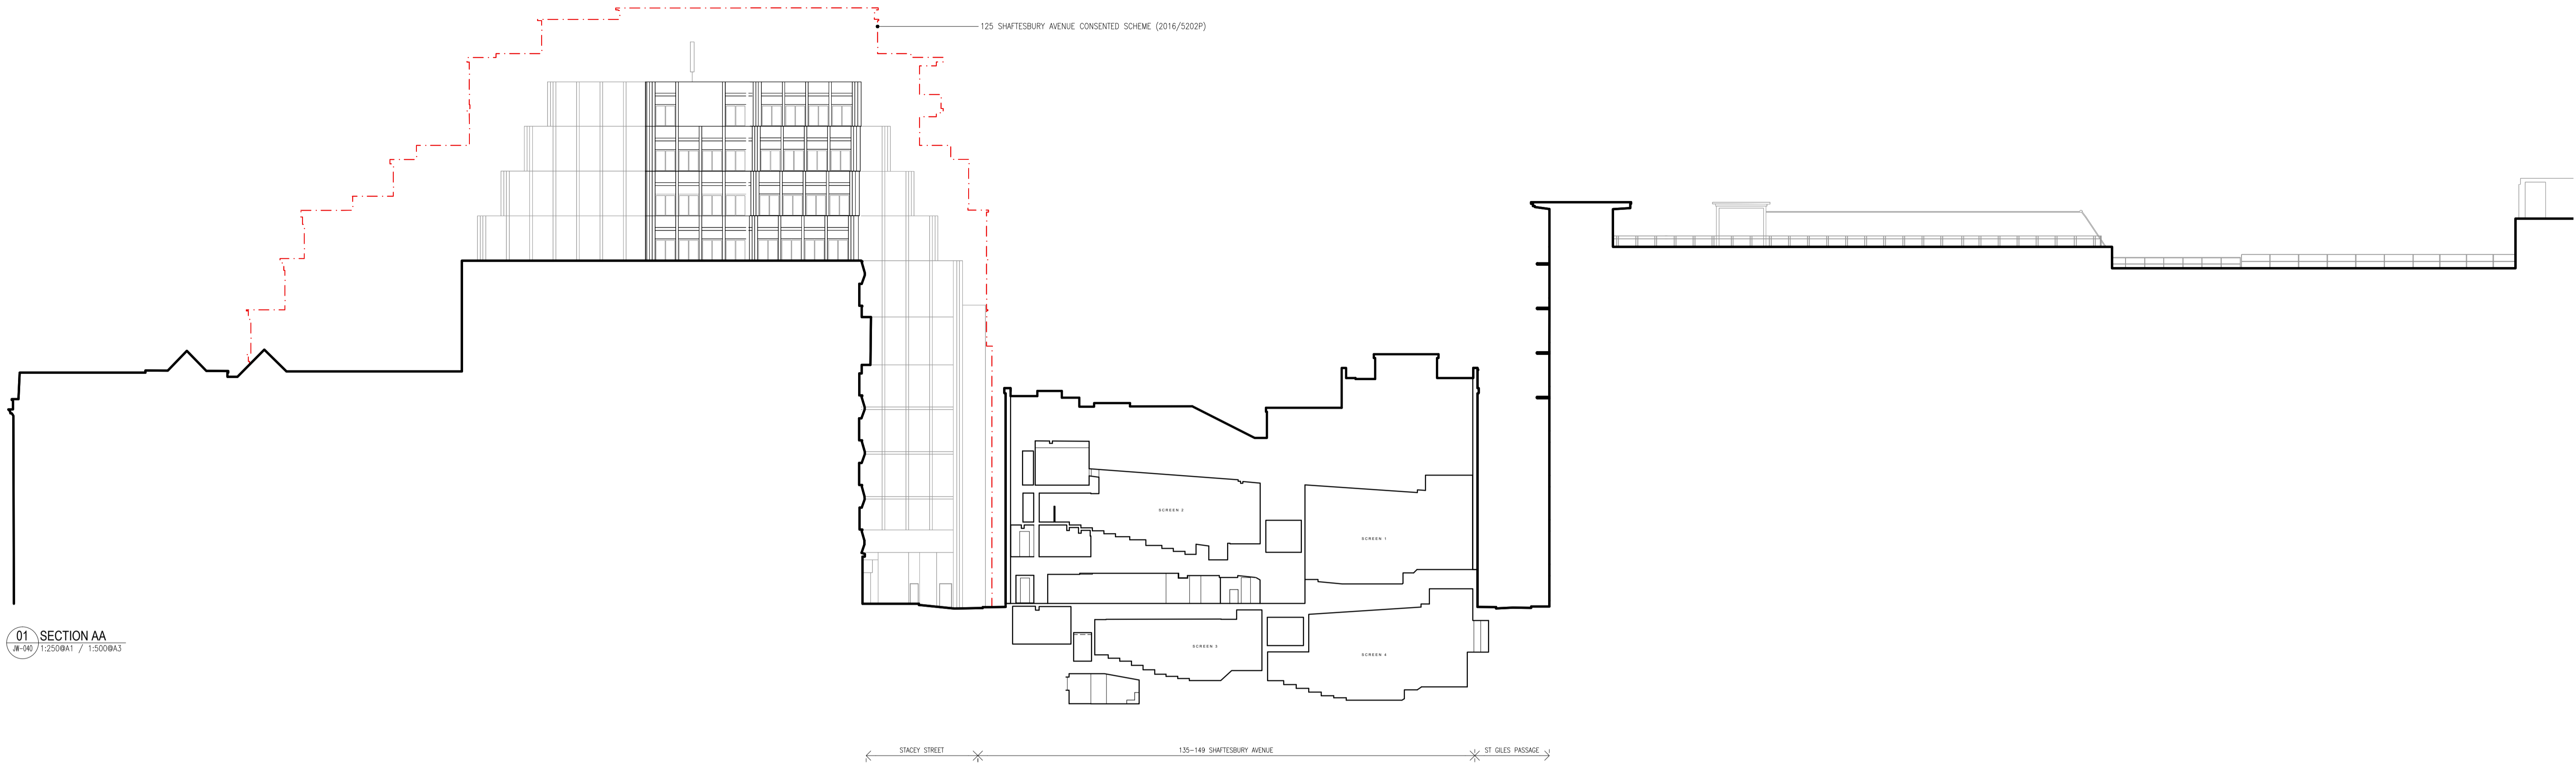 125 SHAFTESBURY AVENUE CONSENTED SCHEME (2016/5202P)
SCREEN 2
SCREEN 1
SCREEN 3
SCREEN 4
01 SECTION AA
JW-040 1:250@A1 / 1:500@A3
STACEY STREET
135-149 SHAFTESBURY AVENUE
ST GILES PASSAGE